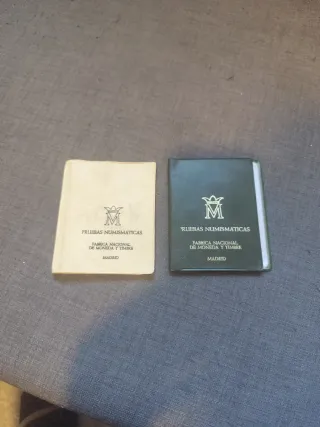 M
PRUEBAS NUMISMATICAS
FABRICA NACIONAL
DE MONEDA Y TIMBRE
MADRID
M
PRUEBAS NUMISMATICAS
FABRICA NACIONAL
DE MONEDA Y TIMBRE
MADRID